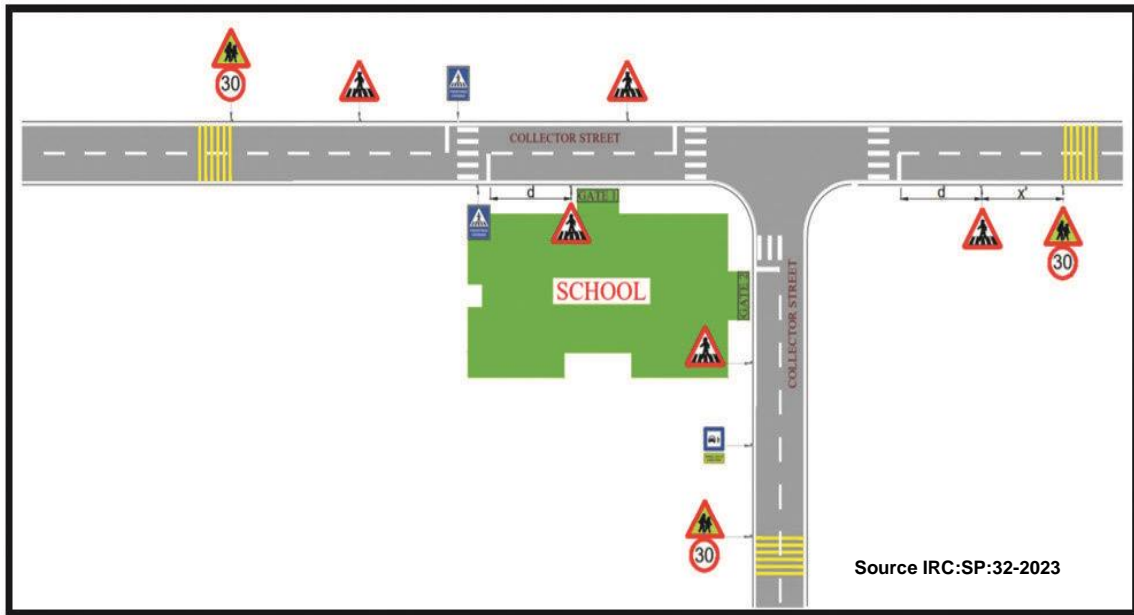 30
COLLECTOR STREET
d
GATE 1
d
x'
30
SCHOOL
GATE 2
COLLECTOR STREET
30
Source IRC:SP:32-2023